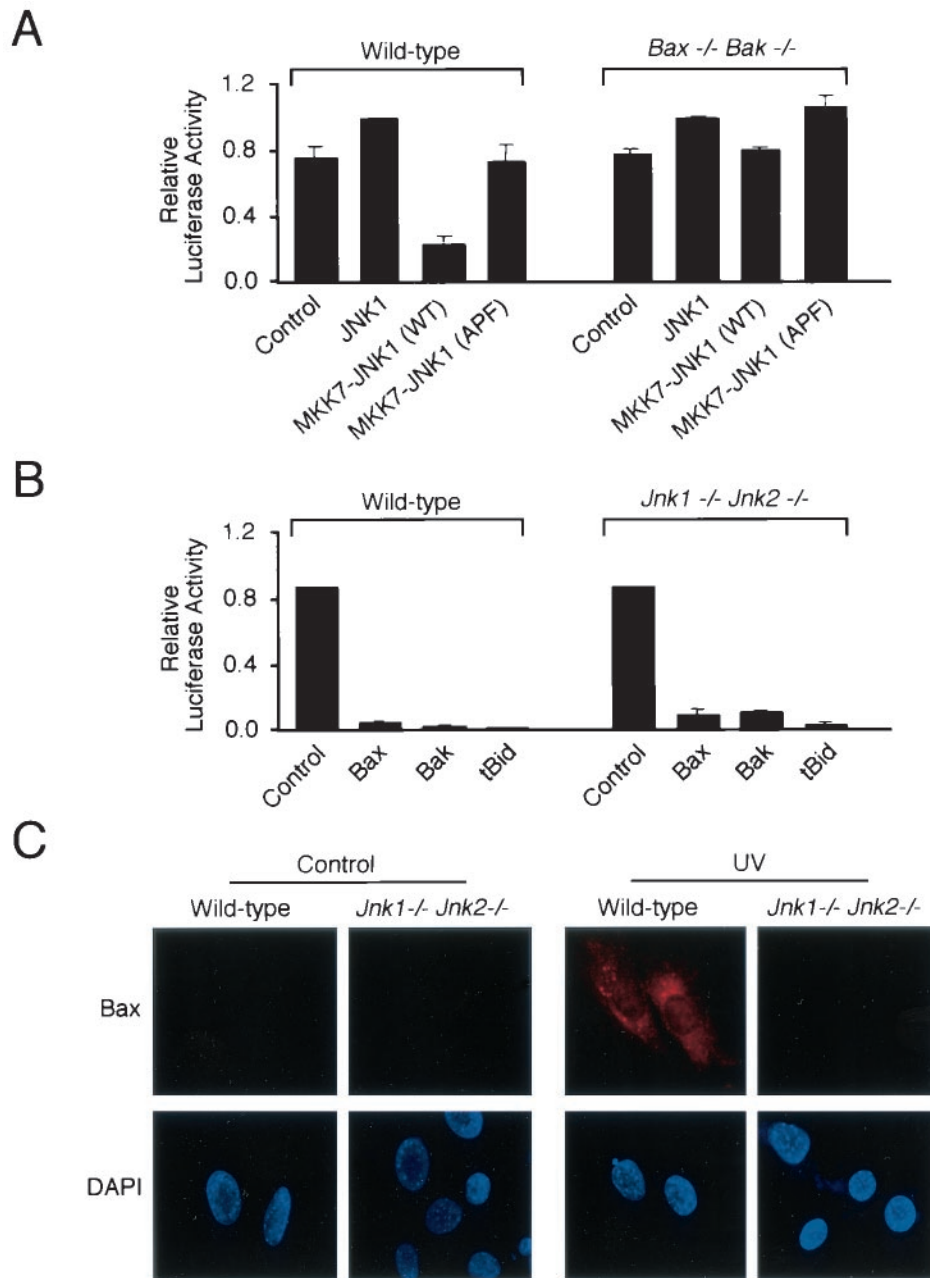 A
Wild-type
Bax -/- Bak -/-
Relative
Luciferase Activity
1.2
0.8
0.4
0.0
Control
JNK1
MKK7-JNK1 (WT)
MKK7-JNK1 (APF)
Control
JNK1
MKK7-JNK1 (WT)
MKK7-JNK1 (APF)
B
Wild-type
Jnk1 -/- Jnk2 -/-
Relative
Luciferase Activity
1.2
0.8
0.4
0.0
Control
Bax
Bak
tBid
Control
Bax
Bak
tBid
C
Control
UV
Wild-type
Jnk1-/- Jnk2-/-
Wild-type
Jnk1-/- Jnk2-/-
Bax
DAPI